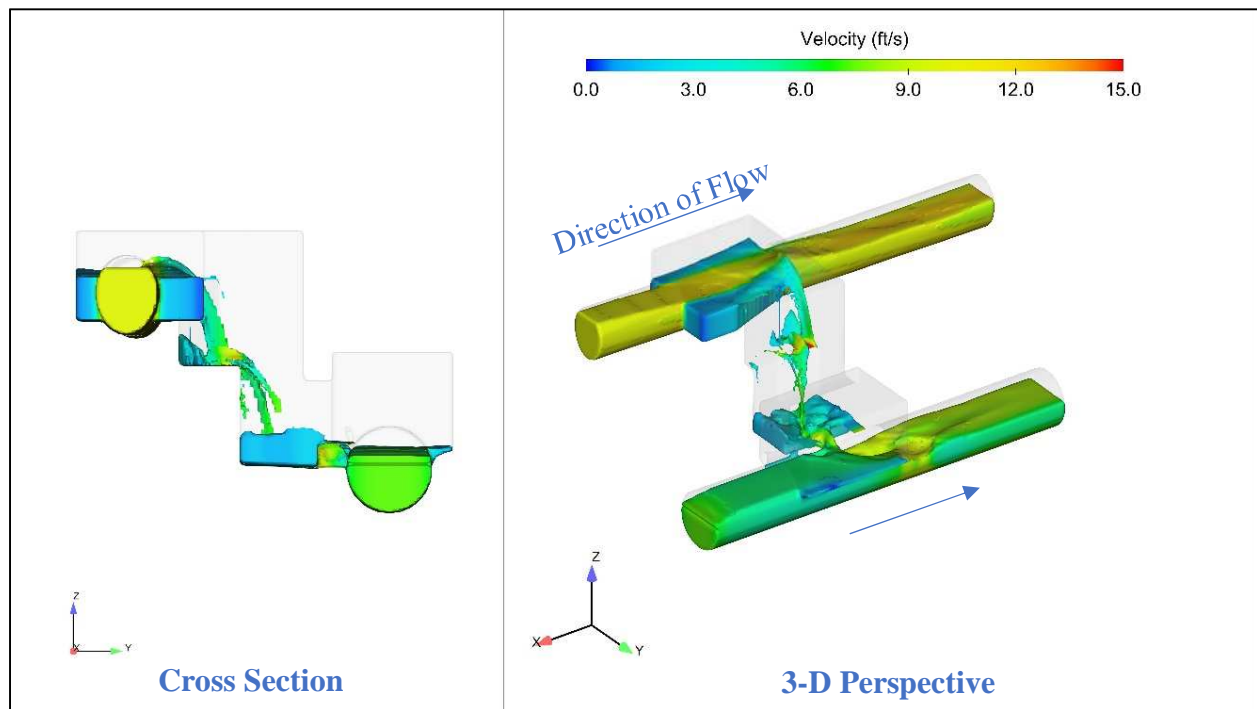 Velocity (ft/s)
0.0 3.0 6.0 9.0 12.0 15.0
Direction of Flow
Z
X
Y
Cross Section
Z
X
Y
3-D Perspective